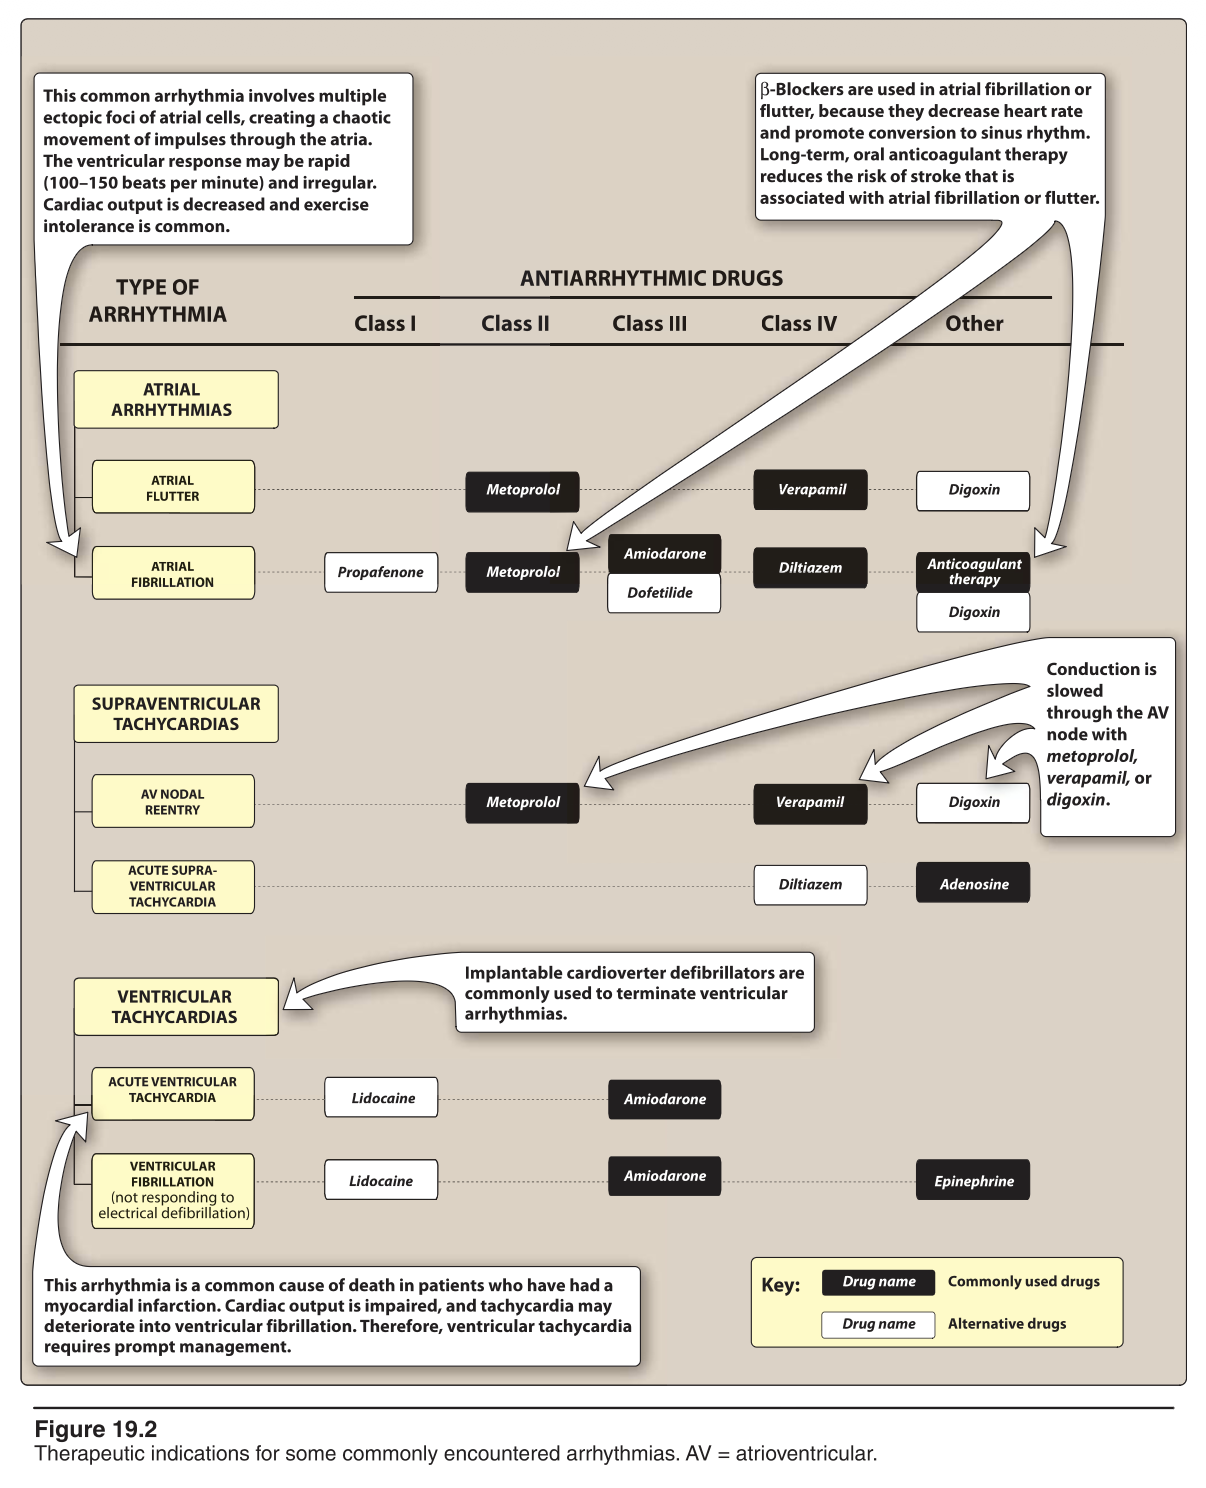 This common arrhythmia involves multiple
ectopic foci of atrial cells, creating a chaotic
movement of impulses through the atria.
The ventricular response may be rapid
(100–150 beats per minute) and irregular.
Cardiac output is decreased and exercise
intolerance is common.
β-Blockers are used in atrial fibrillation or
flutter, because they decrease heart rate
and promote conversion to sinus rhythm.
Long-term, oral anticoagulant therapy
reduces the risk of stroke that is
associated with atrial fibrillation or flutter.
TYPE OF
ARRHYTHMIA
ANTIARRHYTHMIC DRUGS
Class I Class II Class III Class IV Other
ATRIAL
ARRHYTHMIAS
ATRIAL
FLUTTER
Metoprolol
Verapamil
Digoxin
ATRIAL
FIBRILLATION
Propafenone
Metoprolol
Amiodarone
Dofetilide
Diltiazem
Anticoagulant
therapy
Digoxin
Conduction is
slowed
through the AV
node with
metoprolol,
verapamil, or
digoxin.
SUPRAVENTRICULAR
TACHYCARDIAS
AV NODAL
REENTRY
Metoprolol
Verapamil
Digoxin
ACUTE SUPRA-
VENTRICULAR
TACHYCARDIA
Diltiazem
Adenosine
Implantable cardioverter defibrillators are
commonly used to terminate ventricular
arrhythmias.
VENTRICULAR
TACHYCARDIAS
ACUTE VENTRICULAR
TACHYCARDIA
Lidocaine
Amiodarone
VENTRICULAR
FIBRILLATION
(not responding to
electrical defibrillation)
Lidocaine
Amiodarone
Epinephrine
This arrhythmia is a common cause of death in patients who have had a
myocardial infarction. Cardiac output is impaired, and tachycardia may
deteriorate into ventricular fibrillation. Therefore, ventricular tachycardia
requires prompt management.
Key:
Drug name Commonly used drugs
Drug name Alternative drugs
Figure 19.2
Therapeutic indications for some commonly encountered arrhythmias. AV = atrioventricular.